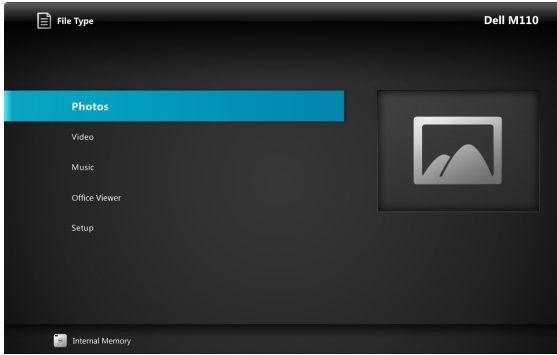 File Type
Dell M110
Photos
Video
Music
Office Viewer
Setup
Internal Memory